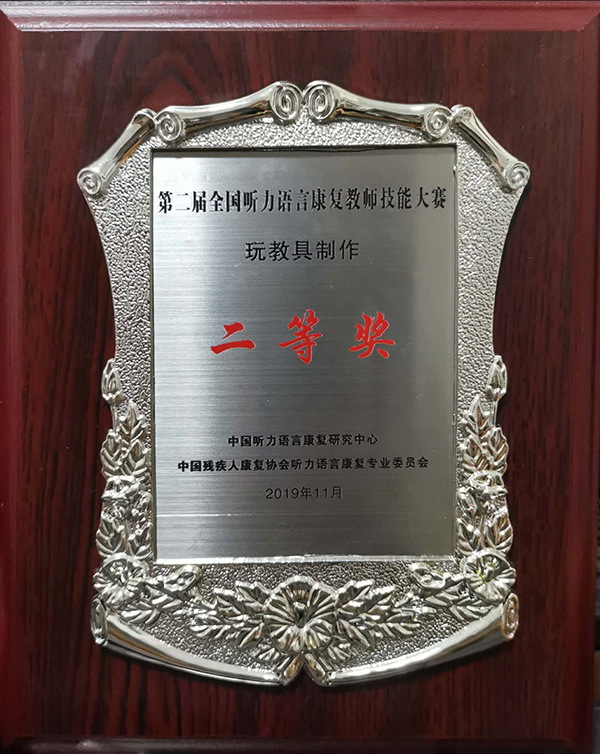 第二届全国听力语言康复教师技能大赛
玩教具制作
二等奖
中国听力语言康复研究中心
中国残疾人康复协会听力语言康复专业委员会
2019年11月